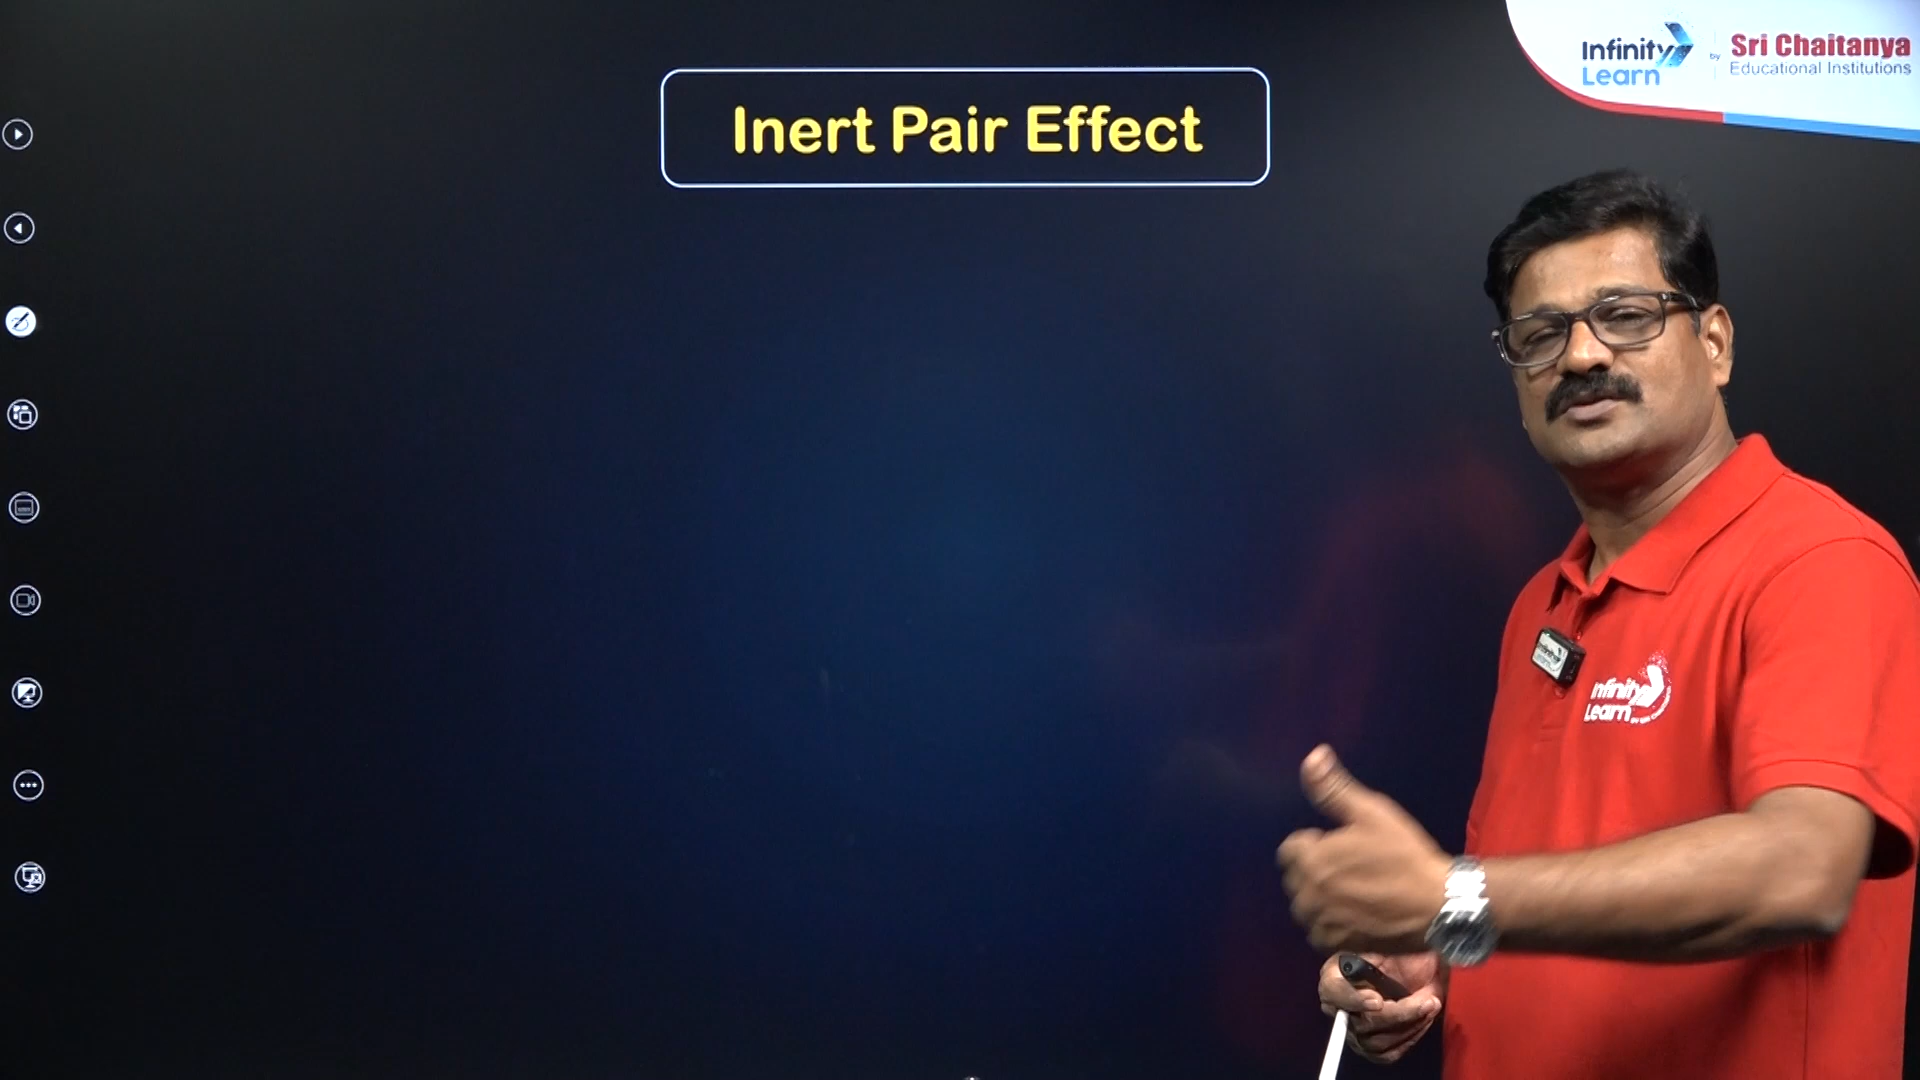 Inert Pair Effect
Infinity
Learn
by
Sri Chaitanya
Educational Institutions
Infinity
Learn